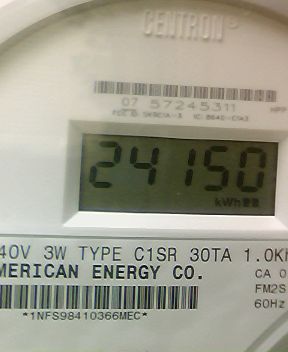 CENTRON®
07 57245311
24150
kWh
40V 3W TYPE C1SR 30TA 1.0Kh
MERICAN ENERGY CO.
CA 0
FM2S
60Hz
*1NFS98410366MEC*